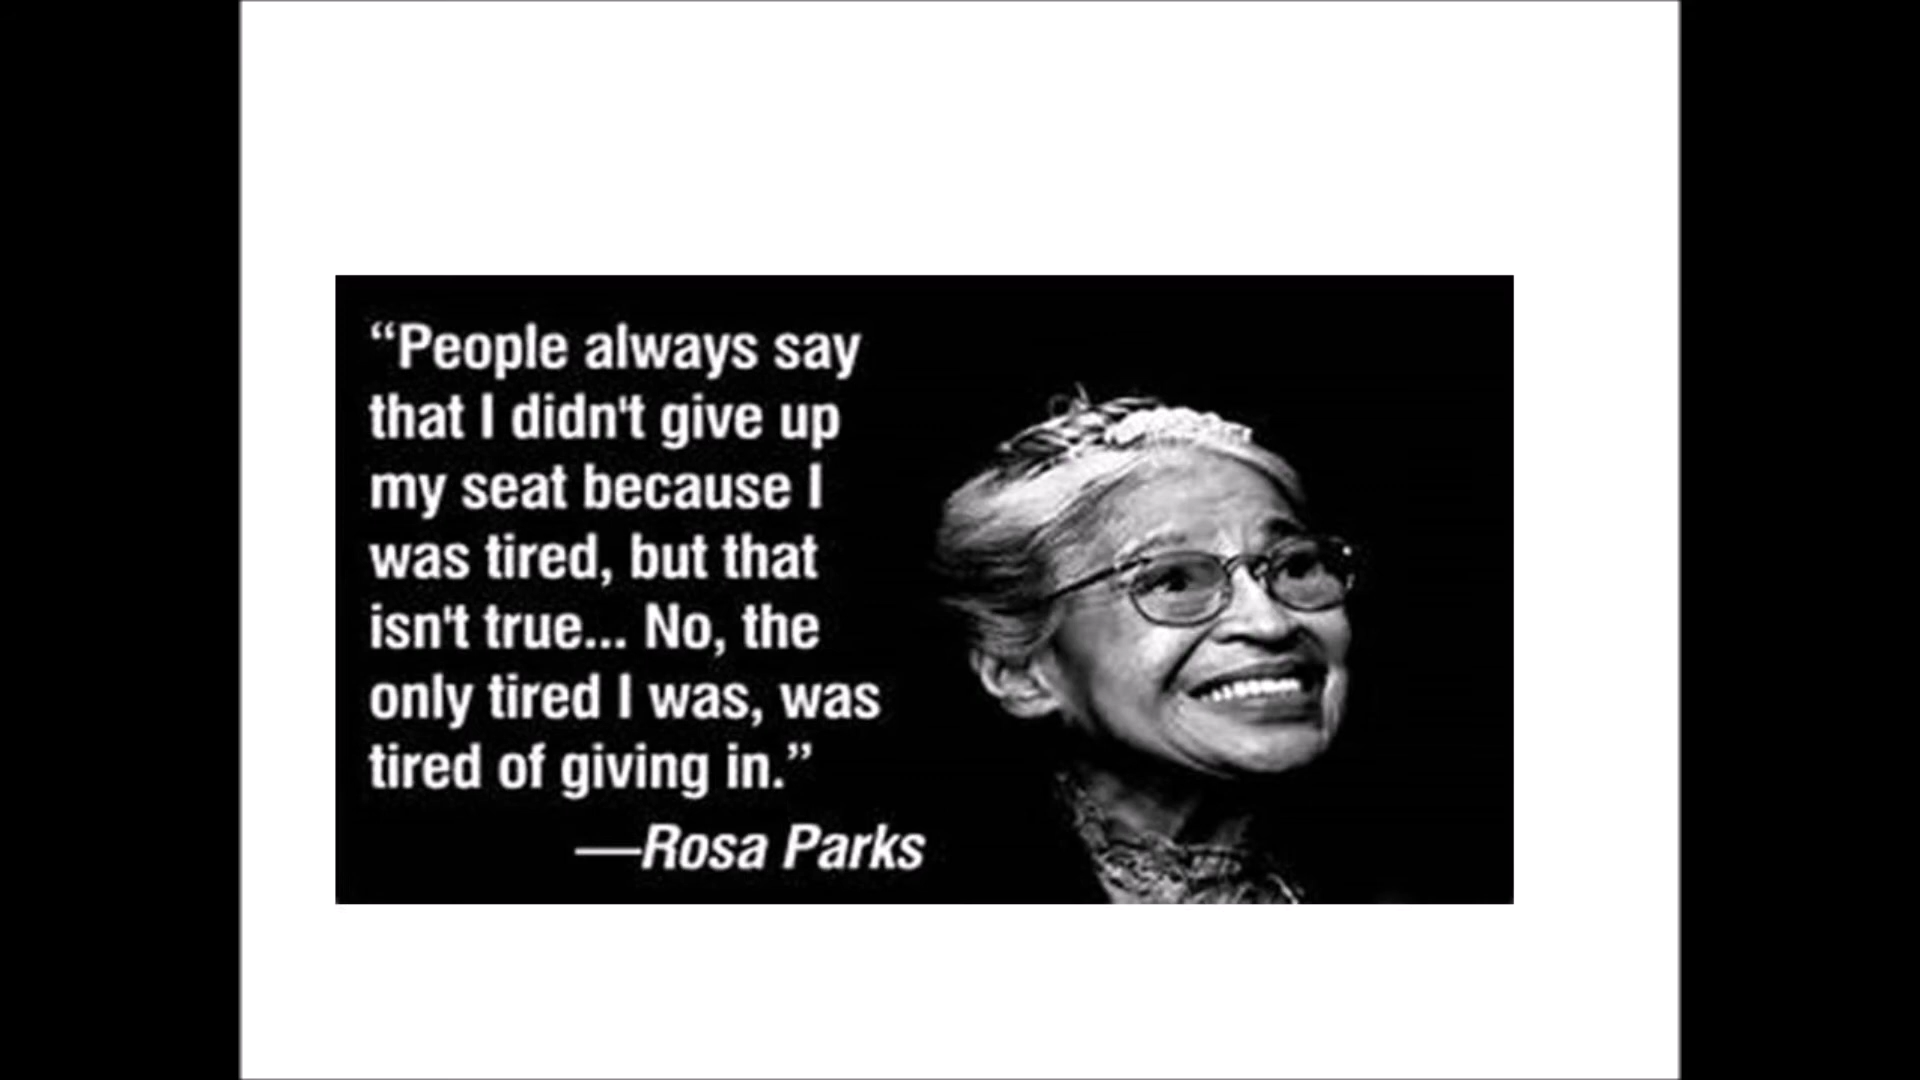 “People always say
that I didn't give up
my seat because I
was tired, but that
isn't true... No, the
only tired I was, was
tired of giving in.”
—Rosa Parks